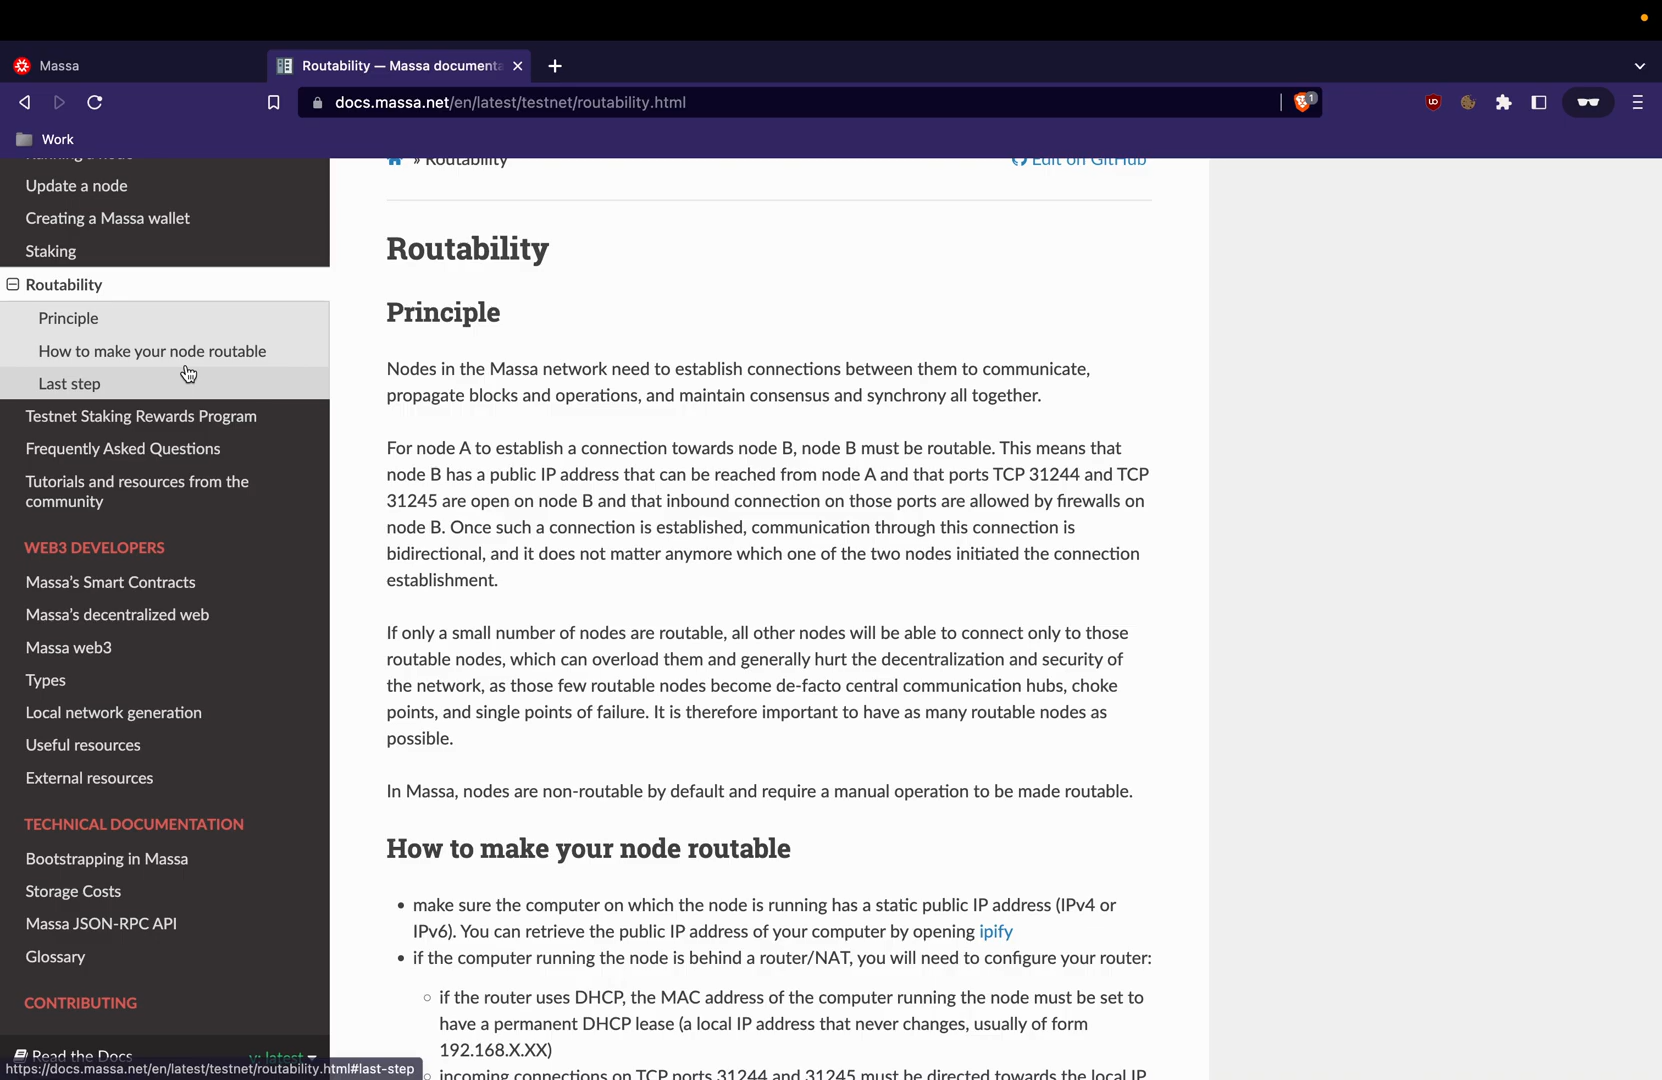 Massa
Routability — Massa documenta
docs.massa.net/en/latest/testnet/routability.html
1
Work
Running a node
Update a node
Creating a Massa wallet
Staking
Routability
Principle
How to make your node routable
Last step
Testnet Staking Rewards Program
Frequently Asked Questions
Tutorials and resources from the
community
WEB3 DEVELOPERS
Massa's Smart Contracts
Massa's decentralized web
Massa web3
Types
Local network generation
Useful resources
External resources
TECHNICAL DOCUMENTATION
Bootstrapping in Massa
Storage Costs
Massa JSON-RPC API
Glossary
CONTRIBUTING
Read the Docs
v: latest
https://docs.massa.net/en/latest/testnet/routability.html#last-step
» Routability
Edit on GitHub
Routability
Principle
Nodes in the Massa network need to establish connections between them to communicate,
propagate blocks and operations, and maintain consensus and synchrony all together.
For node A to establish a connection towards node B, node B must be routable. This means that
node B has a public IP address that can be reached from node A and that ports TCP 31244 and TCP
31245 are open on node B and that inbound connection on those ports are allowed by firewalls on
node B. Once such a connection is established, communication through this connection is
bidirectional, and it does not matter anymore which one of the two nodes initiated the connection
establishment.
If only a small number of nodes are routable, all other nodes will be able to connect only to those
routable nodes, which can overload them and generally hurt the decentralization and security of
the network, as those few routable nodes become de-facto central communication hubs, choke
points, and single points of failure. It is therefore important to have as many routable nodes as
possible.
In Massa, nodes are non-routable by default and require a manual operation to be made routable.
How to make your node routable
• make sure the computer on which the node is running has a static public IP address (IPv4 or
IPv6). You can retrieve the public IP address of your computer by opening ipify
• if the computer running the node is behind a router/NAT, you will need to configure your router:
◦ if the router uses DHCP, the MAC address of the computer running the node must be set to
have a permanent DHCP lease (a local IP address that never changes, usually of form
192.168.X.XX)
◦ incoming connections on TCP ports 31244 and 31245 must be directed towards the local IP